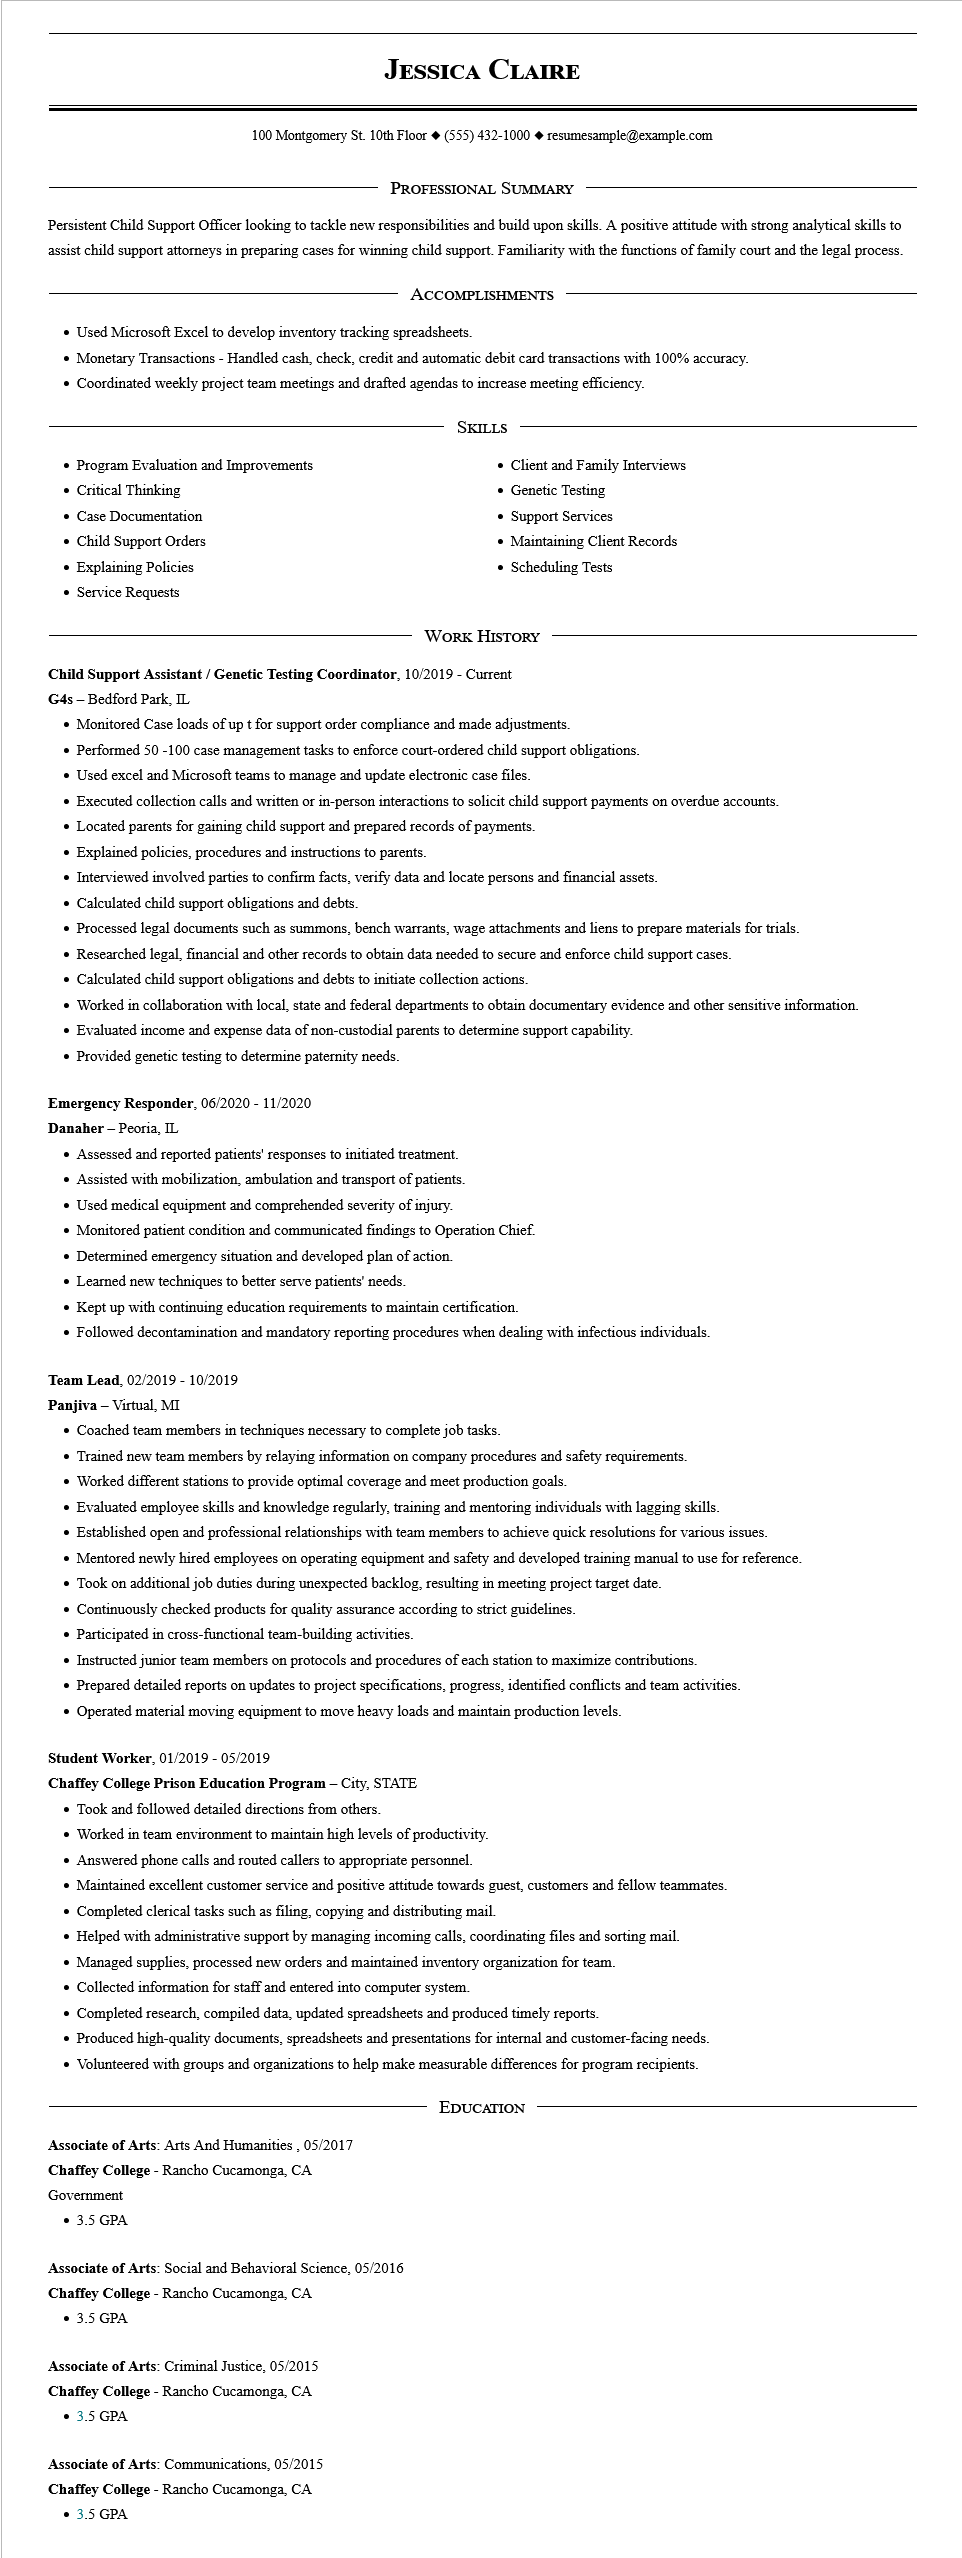 Jessica Claire
100 Montgomery St. 10th Floor ◆ (555) 432-1000 ◆ resumesample@example.com
Professional Summary
Persistent Child Support Officer looking to tackle new responsibilities and build upon skills. A positive attitude with strong analytical skills to
assist child support attorneys in preparing cases for winning child support. Familiarity with the functions of family court and the legal process.
Accomplishments
• Used Microsoft Excel to develop inventory tracking spreadsheets.
• Monetary Transactions - Handled cash, check, credit and automatic debit card transactions with 100% accuracy.
• Coordinated weekly project team meetings and drafted agendas to increase meeting efficiency.
Skills
• Program Evaluation and Improvements
• Critical Thinking
• Case Documentation
• Child Support Orders
• Explaining Policies
• Service Requests
• Client and Family Interviews
• Genetic Testing
• Support Services
• Maintaining Client Records
• Scheduling Tests
Work History
Child Support Assistant / Genetic Testing Coordinator, 10/2019 - Current
G4s – Bedford Park, IL
• Monitored Case loads of up t for support order compliance and made adjustments.
• Performed 50 -100 case management tasks to enforce court-ordered child support obligations.
• Used excel and Microsoft teams to manage and update electronic case files.
• Executed collection calls and written or in-person interactions to solicit child support payments on overdue accounts.
• Located parents for gaining child support and prepared records of payments.
• Explained policies, procedures and instructions to parents.
• Interviewed involved parties to confirm facts, verify data and locate persons and financial assets.
• Calculated child support obligations and debts.
• Processed legal documents such as summons, bench warrants, wage attachments and liens to prepare materials for trials.
• Researched legal, financial and other records to obtain data needed to secure and enforce child support cases.
• Calculated child support obligations and debts to initiate collection actions.
• Worked in collaboration with local, state and federal departments to obtain documentary evidence and other sensitive information.
• Evaluated income and expense data of non-custodial parents to determine support capability.
• Provided genetic testing to determine paternity needs.
Emergency Responder, 06/2020 - 11/2020
Danaher – Peoria, IL
• Assessed and reported patients' responses to initiated treatment.
• Assisted with mobilization, ambulation and transport of patients.
• Used medical equipment and comprehended severity of injury.
• Monitored patient condition and communicated findings to Operation Chief.
• Determined emergency situation and developed plan of action.
• Learned new techniques to better serve patients' needs.
• Kept up with continuing education requirements to maintain certification.
• Followed decontamination and mandatory reporting procedures when dealing with infectious individuals.
Team Lead, 02/2019 - 10/2019
Panjiva – Virtual, MI
• Coached team members in techniques necessary to complete job tasks.
• Trained new team members by relaying information on company procedures and safety requirements.
• Worked different stations to provide optimal coverage and meet production goals.
• Evaluated employee skills and knowledge regularly, training and mentoring individuals with lagging skills.
• Established open and professional relationships with team members to achieve quick resolutions for various issues.
• Mentored newly hired employees on operating equipment and safety and developed training manual to use for reference.
• Took on additional job duties during unexpected backlog, resulting in meeting project target date.
• Continuously checked products for quality assurance according to strict guidelines.
• Participated in cross-functional team-building activities.
• Instructed junior team members on protocols and procedures of each station to maximize contributions.
• Prepared detailed reports on updates to project specifications, progress, identified conflicts and team activities.
• Operated material moving equipment to move heavy loads and maintain production levels.
Student Worker, 01/2019 - 05/2019
Chaffey College Prison Education Program – City, STATE
• Took and followed detailed directions from others.
• Worked in team environment to maintain high levels of productivity.
• Answered phone calls and routed callers to appropriate personnel.
• Maintained excellent customer service and positive attitude towards guest, customers and fellow teammates.
• Completed clerical tasks such as filing, copying and distributing mail.
• Helped with administrative support by managing incoming calls, coordinating files and sorting mail.
• Managed supplies, processed new orders and maintained inventory organization for team.
• Collected information for staff and entered into computer system.
• Completed research, compiled data, updated spreadsheets and produced timely reports.
• Produced high-quality documents, spreadsheets and presentations for internal and customer-facing needs.
• Volunteered with groups and organizations to help make measurable differences for program recipients.
Education
Associate of Arts: Arts And Humanities , 05/2017
Chaffey College - Rancho Cucamonga, CA
Government
• 3.5 GPA
Associate of Arts: Social and Behavioral Science, 05/2016
Chaffey College - Rancho Cucamonga, CA
• 3.5 GPA
Associate of Arts: Criminal Justice, 05/2015
Chaffey College - Rancho Cucamonga, CA
• 3.5 GPA
Associate of Arts: Communications, 05/2015
Chaffey College - Rancho Cucamonga, CA
• 3.5 GPA